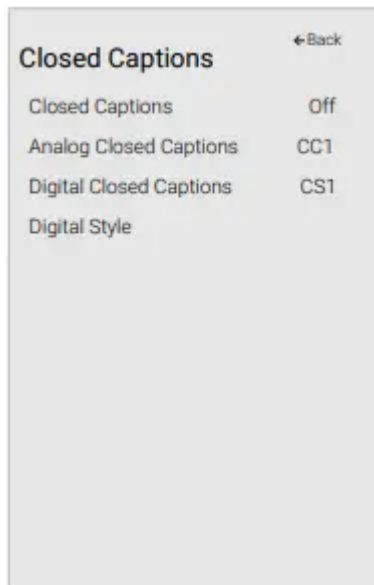 ←Back
Closed Captions
Closed Captions Off
Analog Closed Captions CC1
Digital Closed Captions CS1
Digital Style